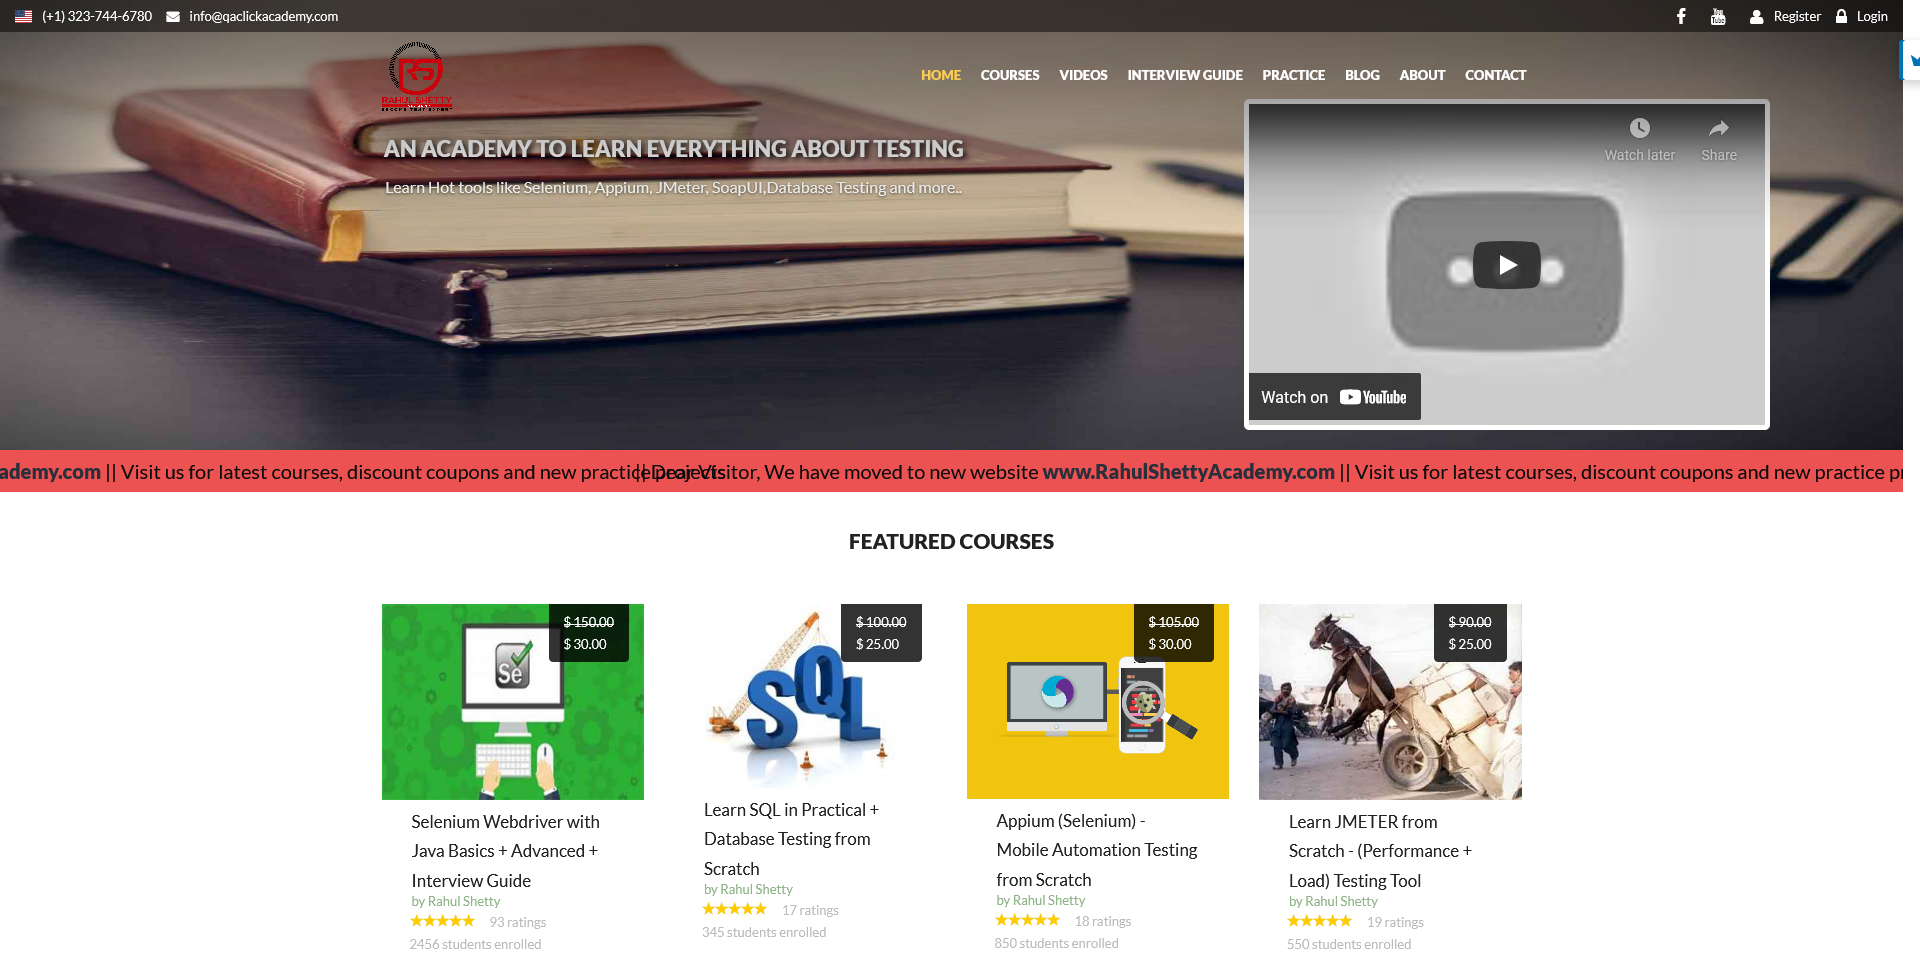 (+1) 323-744-6780 info@qaclickacademy.com Register Login
RAHUL SHETTY
HOME COURSES VIDEOS INTERVIEW GUIDE PRACTICE BLOG ABOUT CONTACT
AN ACADEMY TO LEARN EVERYTHING ABOUT TESTING
Learn Hot tools like Selenium, Appium, JMeter, SoapUI,Database Testing and more..
Watch later Share
Watch on YouTube
ademy.com || Visit us for latest courses, discount coupons and new practice projects || Dear Visitor, We have moved to new website www.RahulShettyAcademy.com || Visit us for latest courses, discount coupons and new practice pr
FEATURED COURSES
$ 150.00
$ 30.00
Se
Selenium Webdriver with
Java Basics + Advanced +
Interview Guide
by Rahul Shetty
93 ratings
2456 students enrolled
$ 100.00
$ 25.00
SQL
Learn SQL in Practical +
Database Testing from
Scratch
by Rahul Shetty
17 ratings
345 students enrolled
$ 105.00
$ 30.00
Appium (Selenium) -
Mobile Automation Testing
from Scratch
by Rahul Shetty
18 ratings
850 students enrolled
$ 90.00
$ 25.00
Learn JMETER from
Scratch - (Performance +
Load) Testing Tool
by Rahul Shetty
19 ratings
550 students enrolled